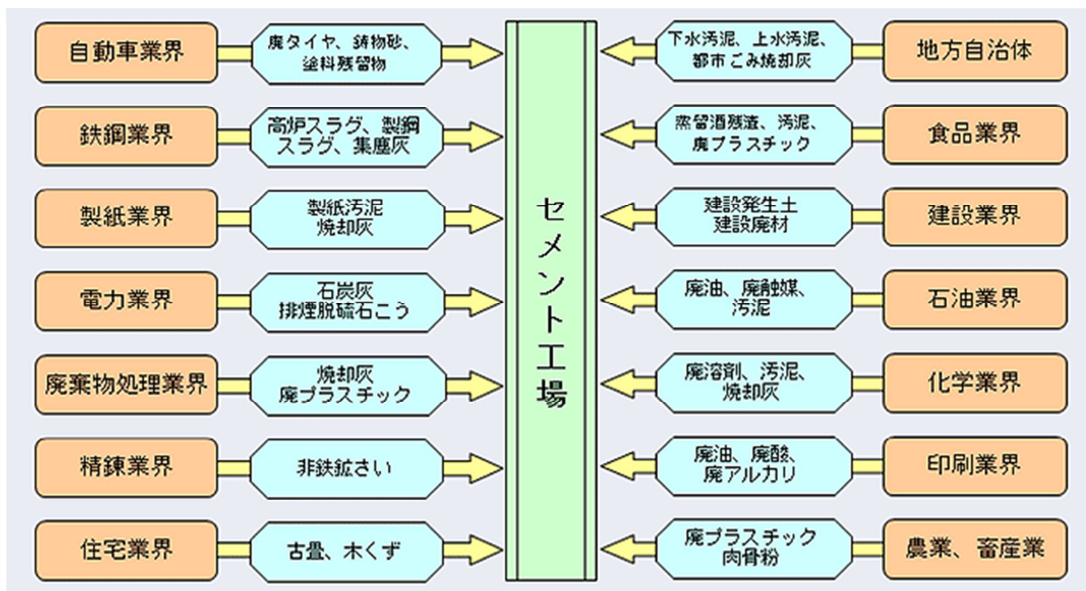 自動車業界
廃タイヤ、鋳物砂、
塗料残留物
鉄鋼業界
高炉スラグ、製鋼
スラグ、集塵灰
製紙業界
製紙汚泥
焼却灰
電力業界
石炭灰
排煙脱硫石こう
廃棄物処理業界
焼却灰
廃プラスチック
精錬業界
非鉄鉱さい
住宅業界
古畳、木くず
セメント工場
下水汚泥、上水汚泥、
都市ごみ焼却灰
地方自治体
蒸留酒残渣、汚泥、
廃プラスチック
食品業界
建設発生土
建設廃材
建設業界
廃油、廃触媒、
汚泥
石油業界
廃溶剤、汚泥、
焼却灰
化学業界
廃油、廃酸、
廃アルカリ
印刷業界
廃プラスチック
肉骨粉
農業、畜産業